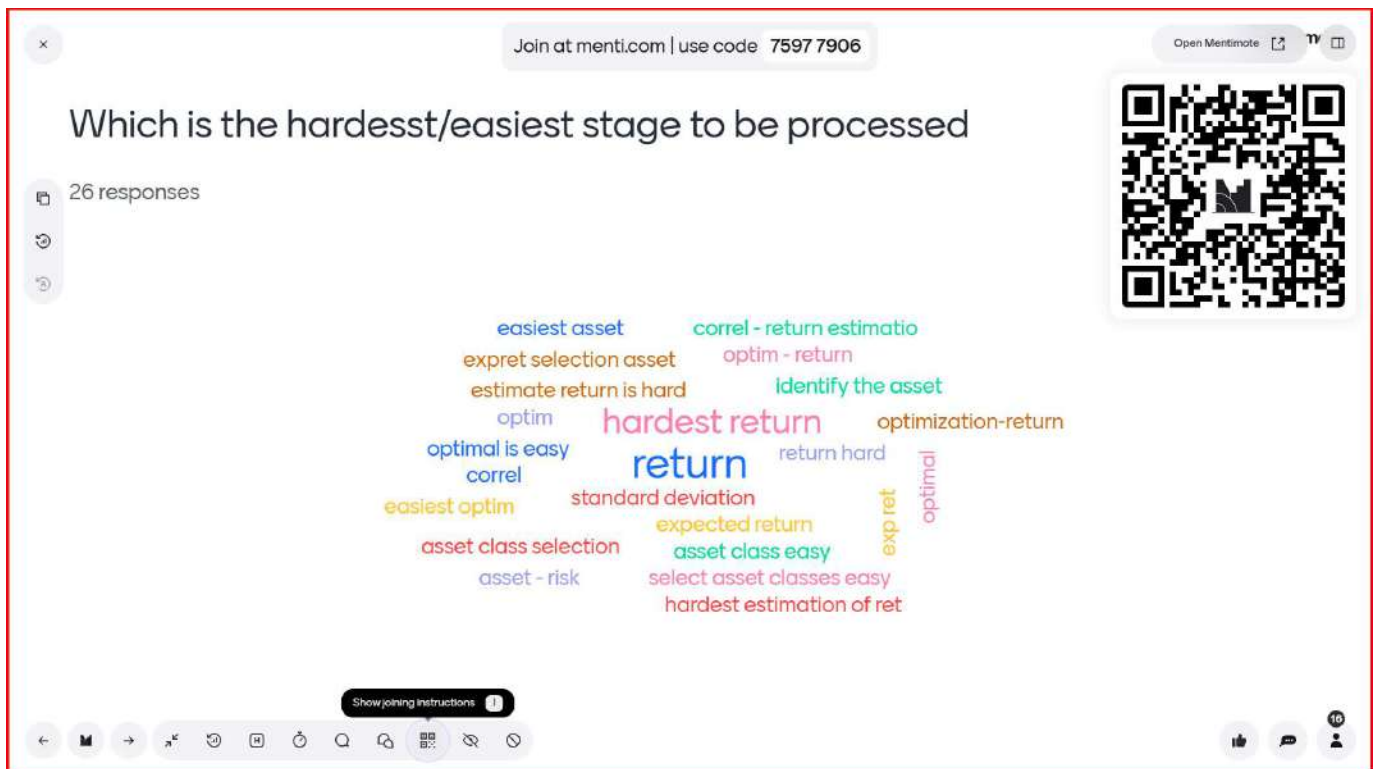 Join at menti.com | use code 7597 7906
Open Mentimote
Which is the hardesst/easiest stage to be processed
26 responses
easiest asset
correl - return estimatio
expret selection asset
optim - return
estimate return is hard
identify the asset
optim
hardest return
optimization-return
optimal is easy
return
return hard
optimal
correl
easiest optim
standard deviation
exp ret
expected return
asset class selection
asset class easy
asset - risk
select asset classes easy
hardest estimation of ret
Show joining instructions
H
16